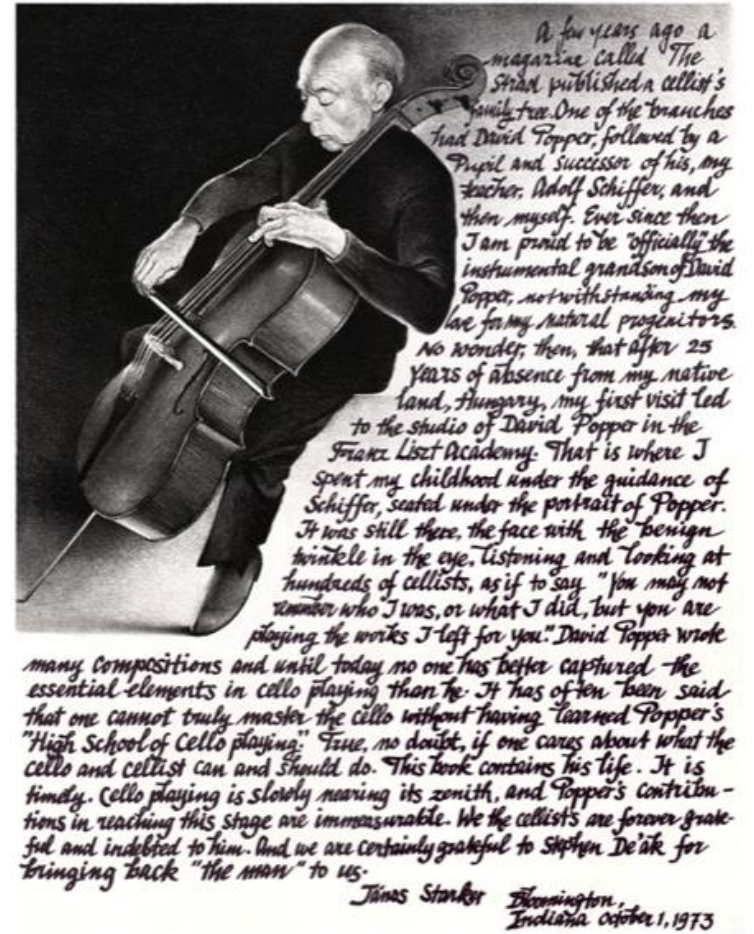 A few years ago a
magazine called The
Strad published a cellist's
family tree. One of the branches
had David Popper, followed by a
Pupil and successor of his, my
teacher, Adolf Schiffer, and
then myself. Ever since then
I am proud to be "officially" the
instrumental grandson of David
Popper, notwithstanding my
love for my natural progenitors.
No wonder, then, that after 25
years of absence from my native
land, Hungary, my first visit led
to the studio of David Popper in the
Franz Liszt Academy. That is where I
spent my childhood under the guidance of
Schiffer, seated under the portrait of Popper.
It was still there, the face with the benign
twinkle in the eye, listening and looking at
hundreds of cellists, as if to say "You may not
remember who I was, or what I did, but you are
playing the works I left for you." David Popper wrote
many compositions and until today no one has better captured the
essential elements in cello playing than he. It has often been said
that one cannot truly master the cello without having learned Popper's
"High School of Cello playing." True, no doubt, if one cares about what the
cello and cellist can and should do. This book contains his life. It is
timely. Cello playing is slowly nearing its zenith, and Popper's contribu-
tions in reaching this stage are immeasurable. We the cellists are forever grate-
ful and indebted to him. And we are certainly grateful to Stephen De'ak for
bringing back "the man" to us.
János Starker Bloomington,
Indiana October 1, 1973